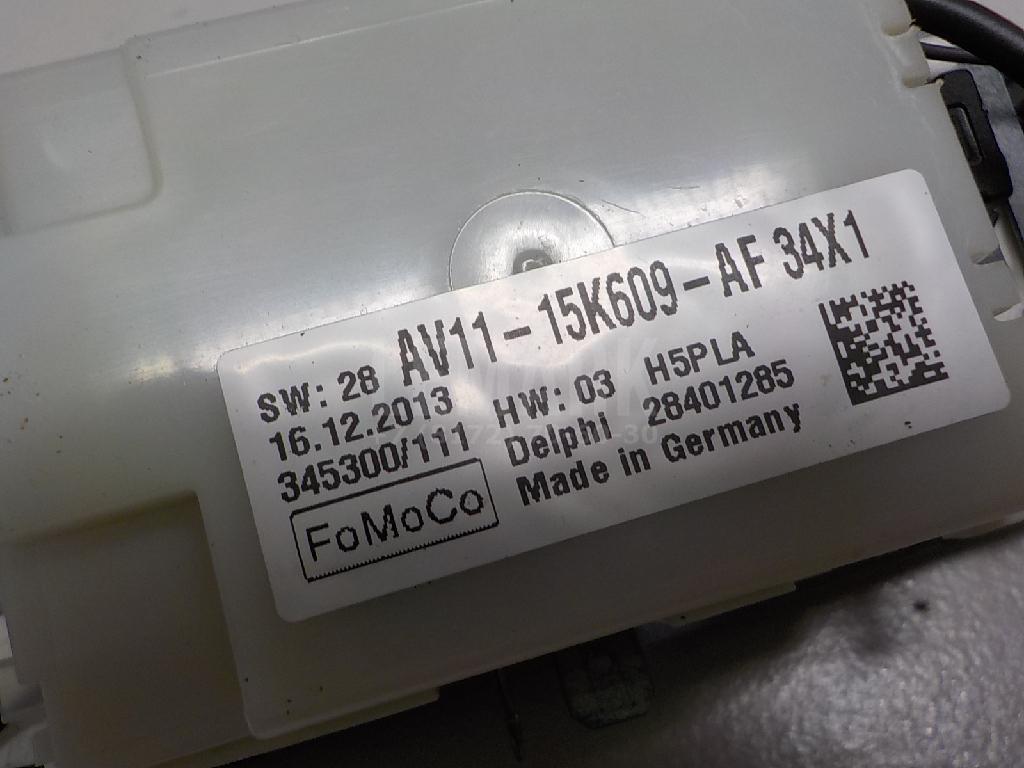 AV11-15K609-AF 34X1
SW: 28 HW: 03 H5PLA
16.12.2013 Delphi 28401285
345300/111 Made in Germany
FoMoCo